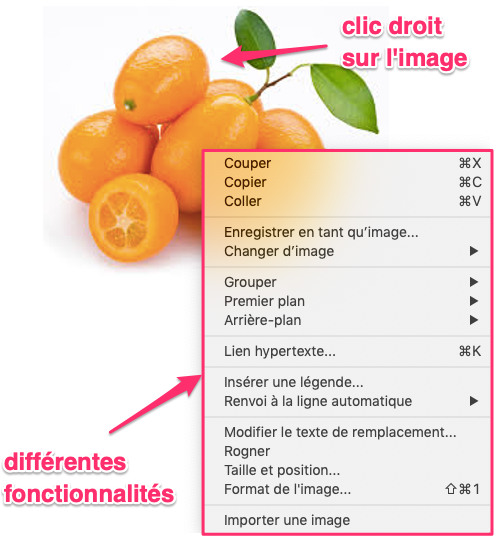 clic droit
sur l'image
Couper ⌘X
Copier ⌘C
Coller ⌘V
Enregistrer en tant qu’image...
Changer d’image ▶
Grouper ▶
Premier plan ▶
Arrière-plan ▶
Lien hypertexte... ⌘K
Insérer une légende...
Renvoi à la ligne automatique ▶
Modifier le texte de remplacement...
Rogner
Taille et position...
Format de l'image... ⇧⌘1
Importer une image
différentes
fonctionnalités